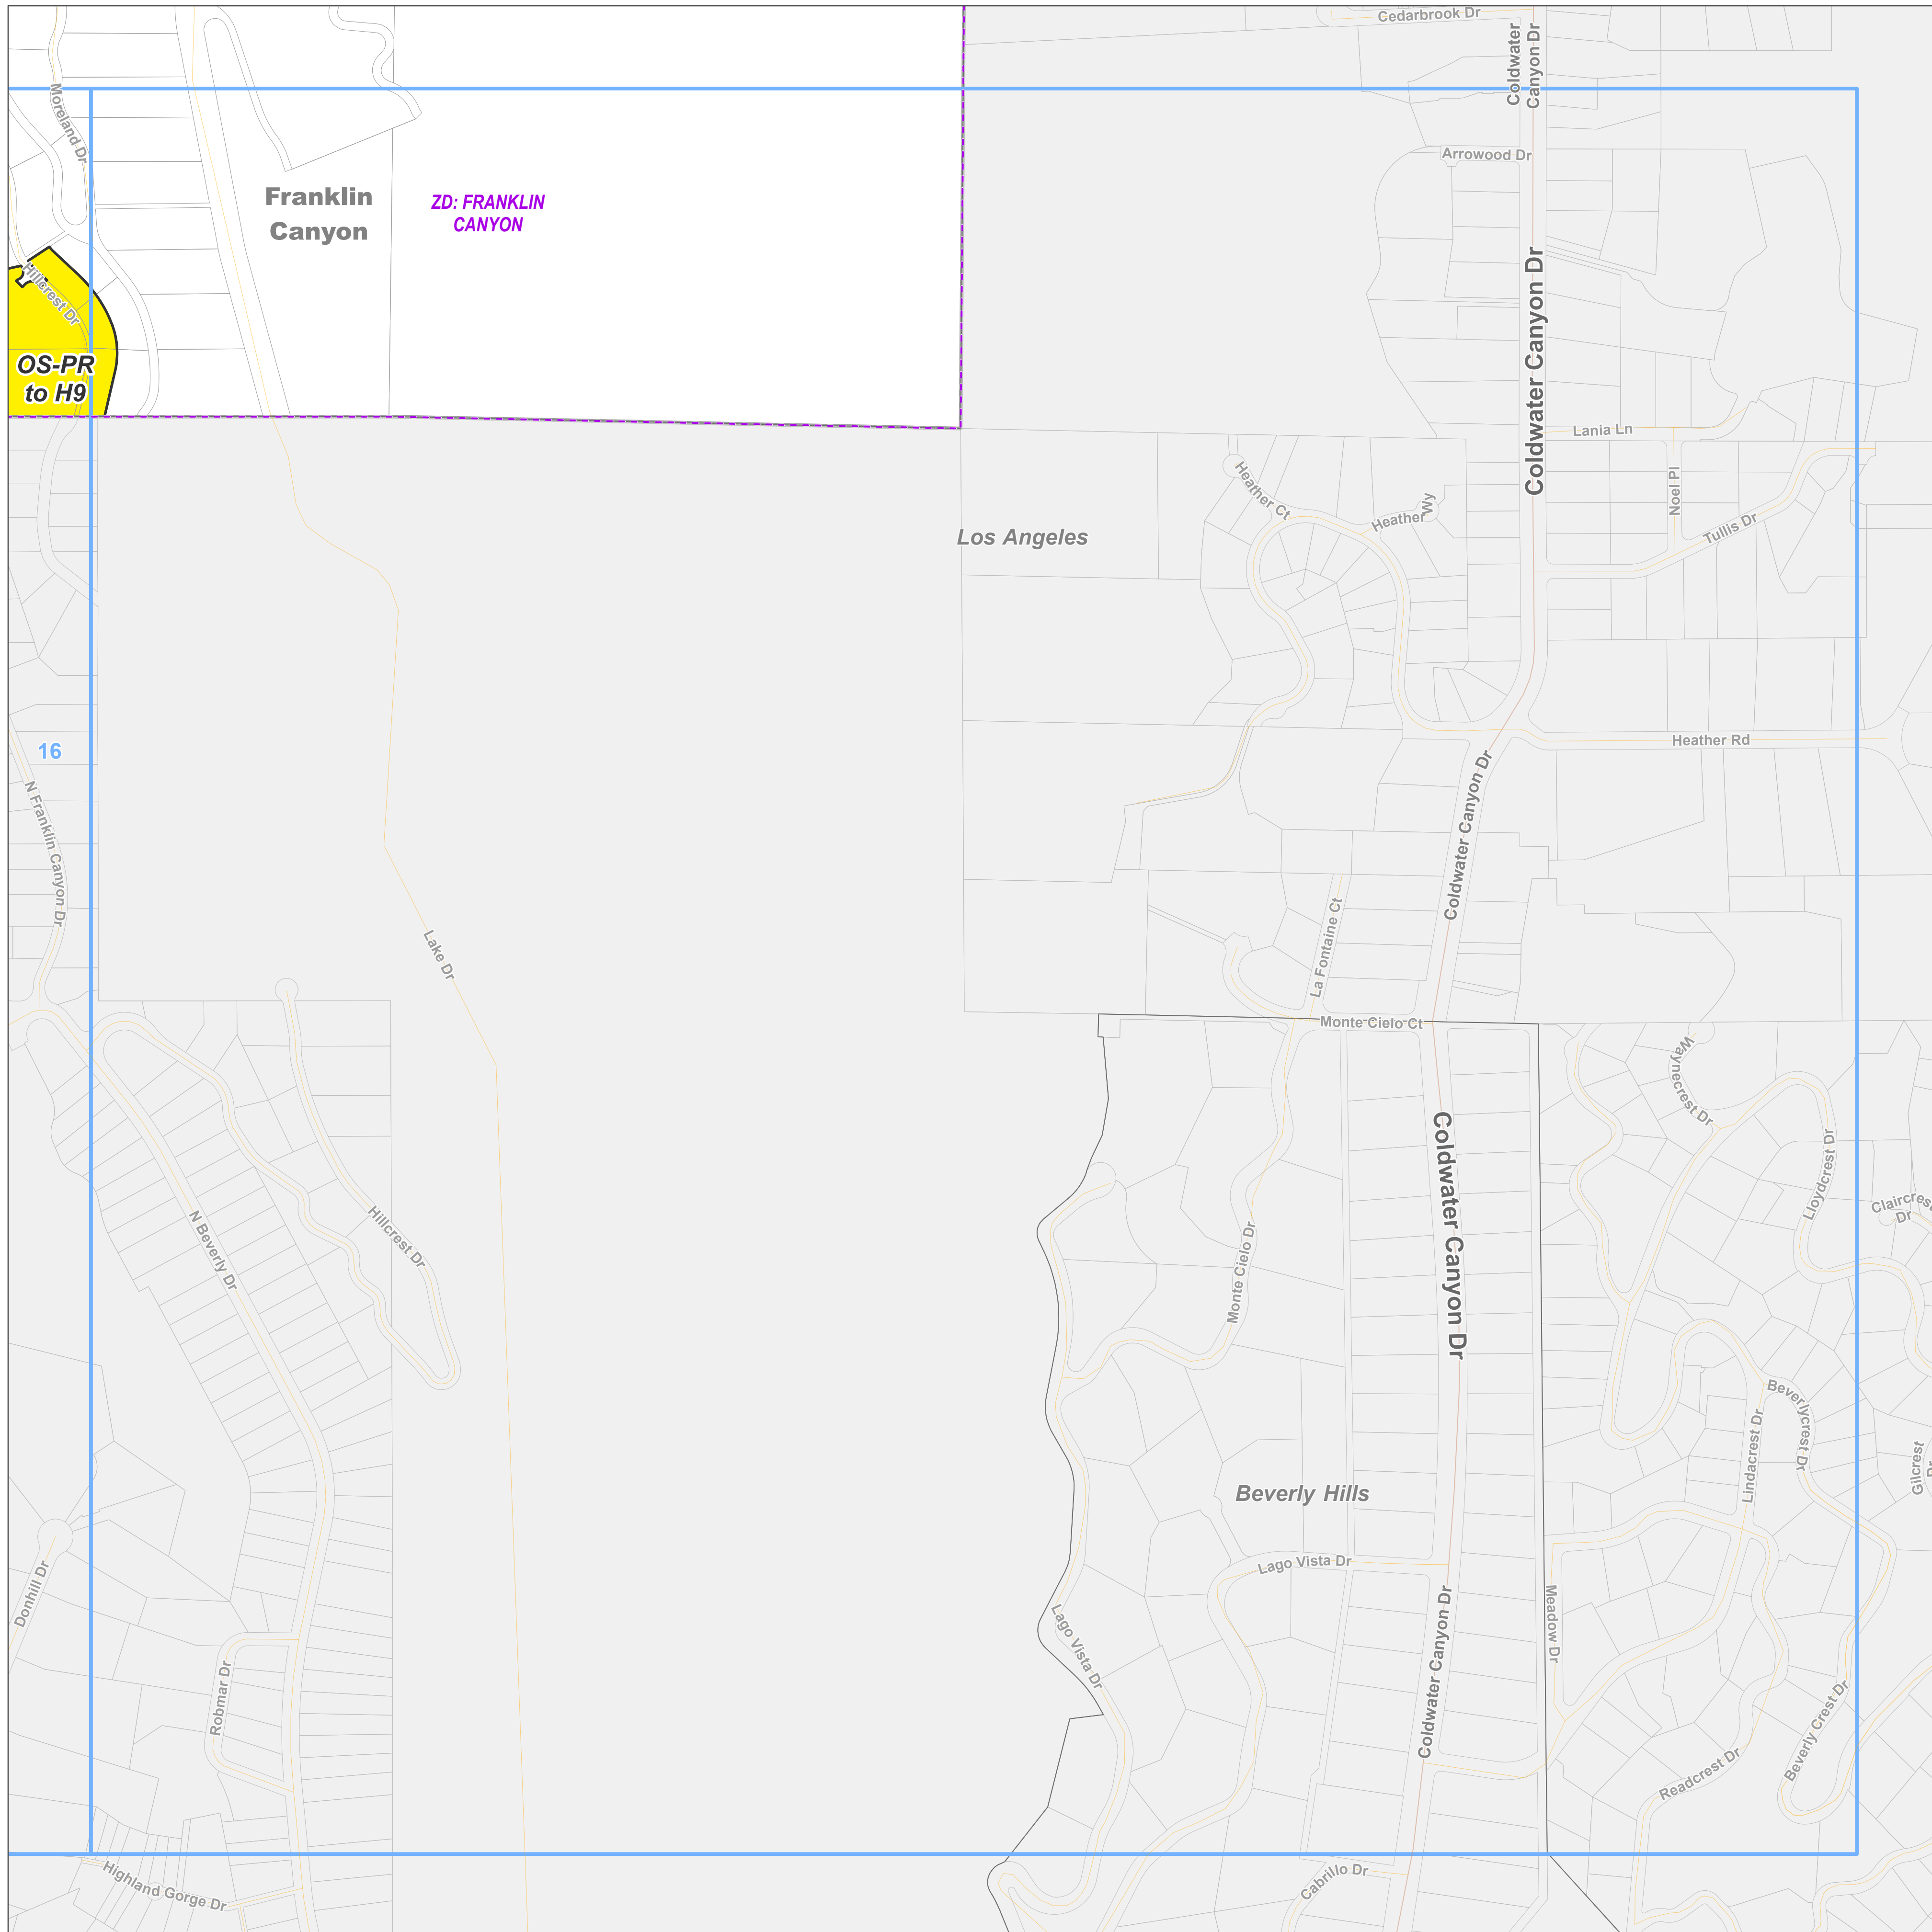 Cedarbrook Dr
Coldwater
Canyon Dr
Moreland Dr
Arrowood Dr
Franklin
Canyon
ZD: FRANKLIN
CANYON
Hillcrest Dr
OS-PR
to H9
Coldwater Canyon Dr
Lania Ln
Heather Ct
Heather Wy
Noel Pl
Tullis Dr
Los Angeles
Heather Rd
16
N Franklin Canyon Dr
Coldwater Canyon Dr
Lake Dr
La Fontaine Ct
Monte Cielo Ct
Waynecrest Dr
Lloydcrest Dr
Claircres
Dr
Coldwater Canyon Dr
N Beverly Dr
Hillcrest Dr
Monte Cielo Dr
Beverlycrest Dr
Lindacrest Dr
Gilcrest
Dr
Beverly Hills
Lago Vista Dr
Donhill Dr
Meadow Dr
Lago Vista Dr
Coldwater Canyon Dr
Robmar Dr
Beverly Crest Dr
Readcrest Dr
Highland Gorge Dr
Cabrillo Dr